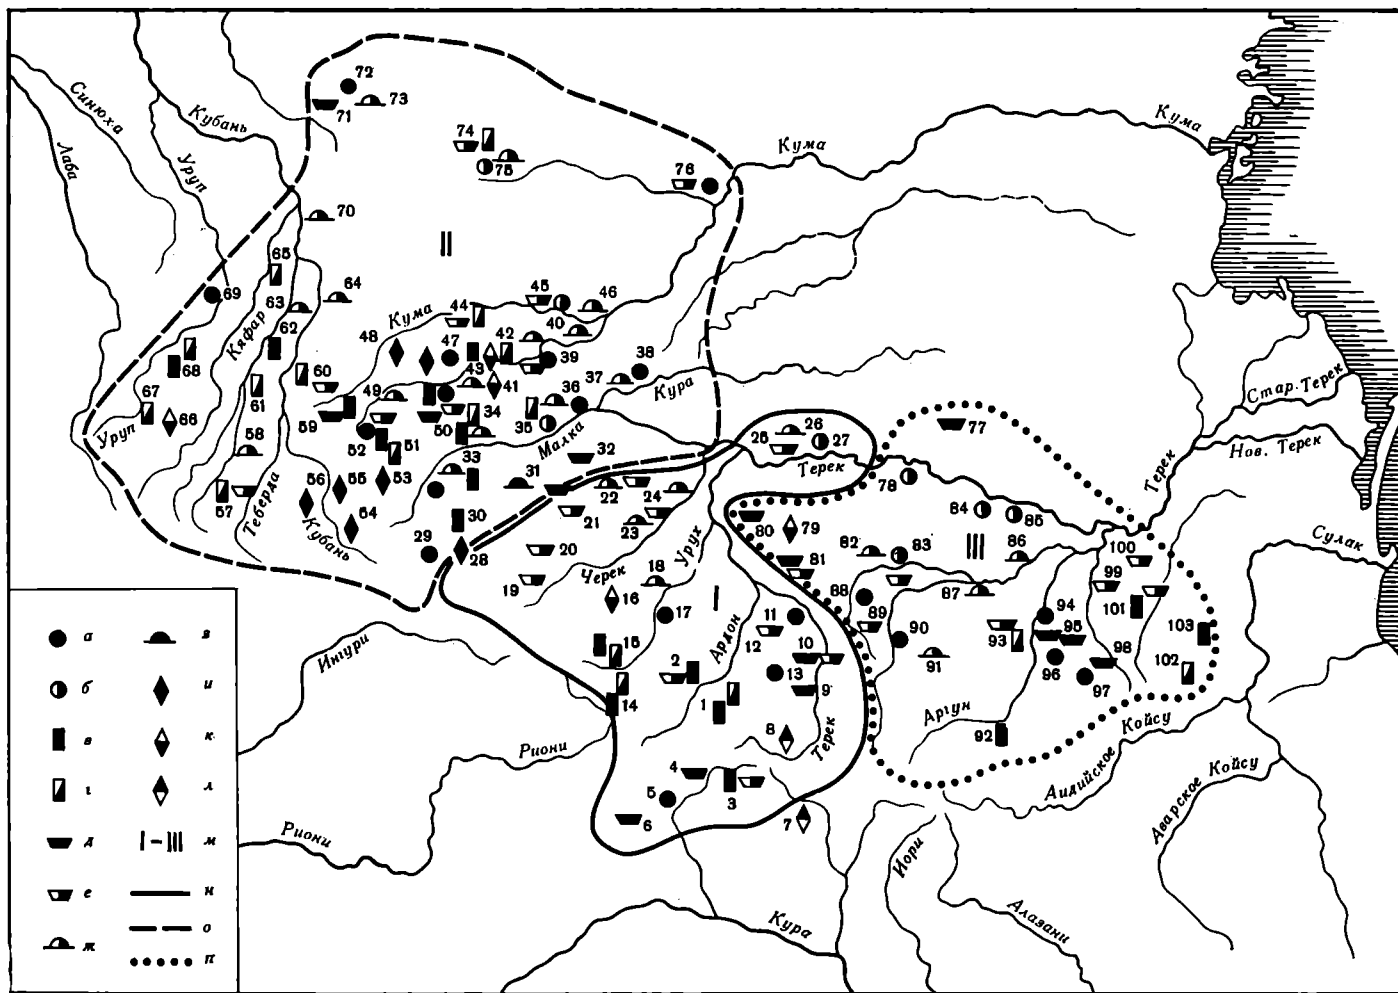 Синюха
Лаба
Кубань
Уруп
72
71
73
74
75
76
Кума
Кума
70
II
65
64
63
69
62
Кяфар
68
67
66
Уруп
61
60
58
59
57
Теберда
56
55
54
53
Кубань
52
51
49
48
Кума
47
44
45
46
42
40
43
41
39
38
37
36
35
34
50
Кура
Малка
33
32
31
30
29
28
22
21
20
19
24
23
Черек
Урух
25
26
27
Терек
77
78
Стар. Терек
Нов. Терек
Терек
Сулак
80
79
81
82
83
84
85
III
86
87
88
89
90
91
93
94
95
96
97
98
99
100
101
102
103
92
Аргун
Андийское Койсу
Аварское Койсу
18
17
I
16
15
14
Ардон
11
12
10
13
9
2
1
8
Терек
4
3
5
6
7
Ингури
Риони
Риони
Кура
Иори
Алазани
а
б
в
г
д
е
ж
з
и
к
л
I – III м
н
о
п